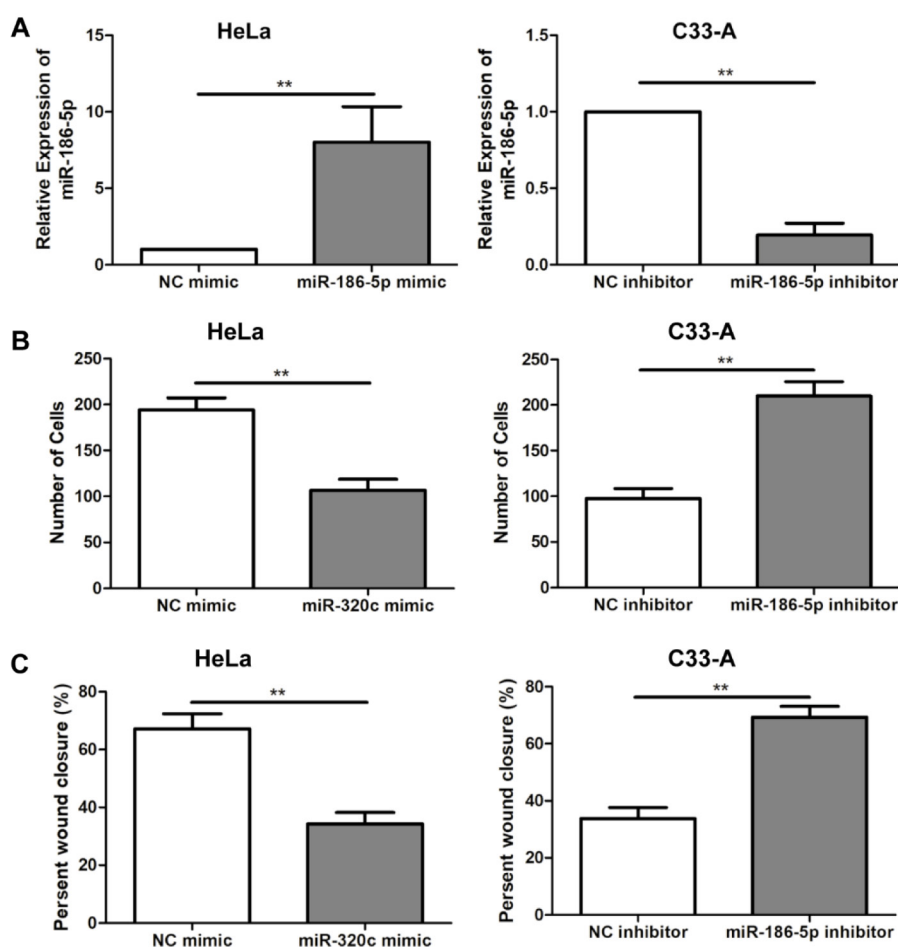 A
HeLa
Relative Expression of
miR-186-5p
15
10
5
0
**
NC mimic
miR-186-5p mimic
C33-A
Relative Expression of
miR-186-5p
1.5
1.0
0.5
0.0
**
NC inhibitor
miR-186-5p inhibitor
B
HeLa
Number of Cells
250
200
150
100
50
0
**
NC mimic
miR-320c mimic
C33-A
Number of Cells
250
200
150
100
50
0
**
NC inhibitor
miR-186-5p inhibitor
C
HeLa
Persent wound closure (%)
80
60
40
20
0
**
NC mimic
miR-320c mimic
C33-A
Persent wound closure (%)
80
60
40
20
0
**
NC inhibitor
miR-186-5p inhibitor